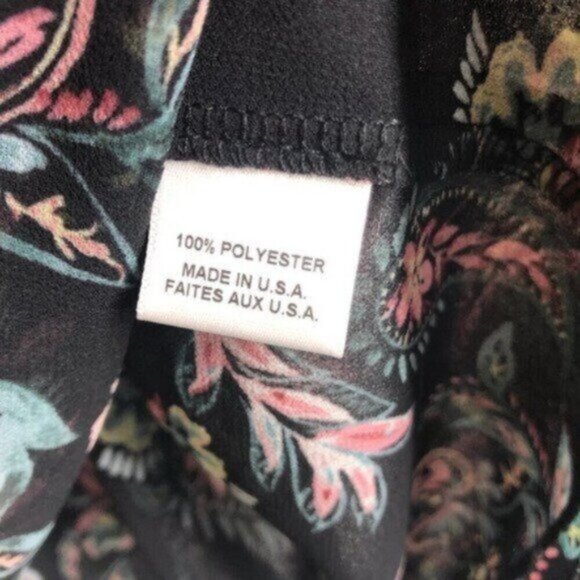 100% POLYESTER
MADE IN U.S.A.
FAITES AUX U.S.A.